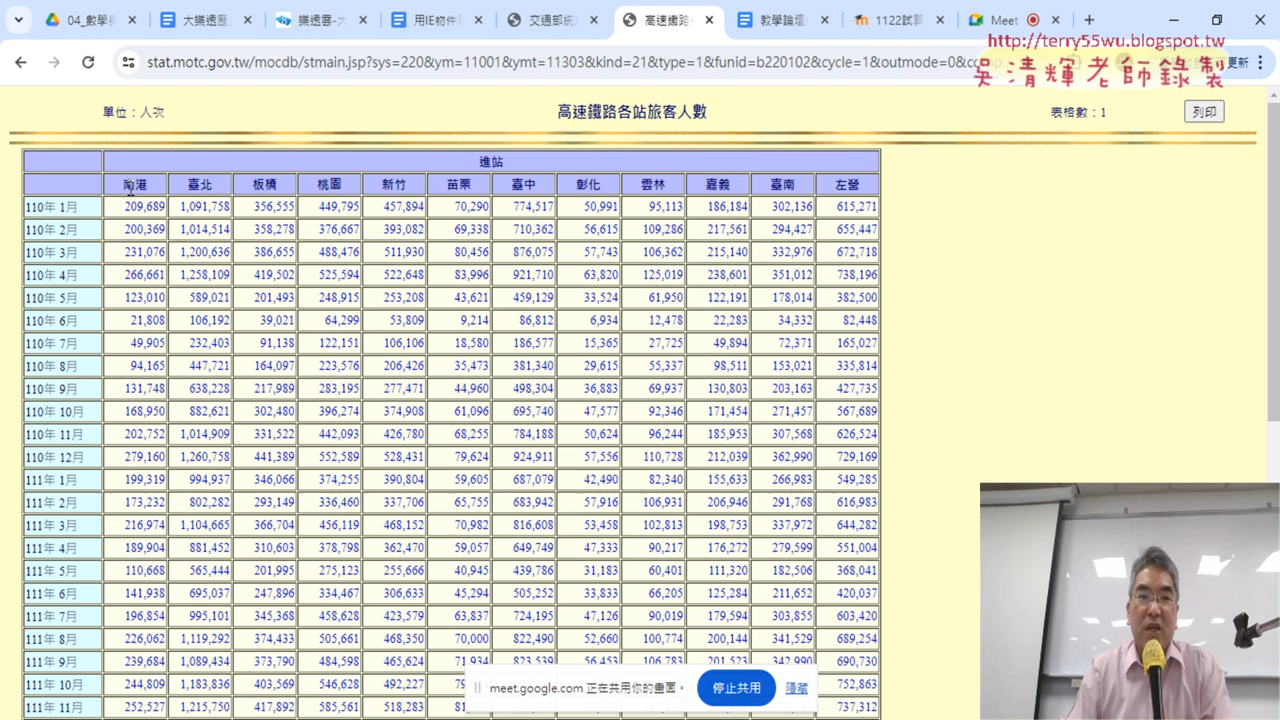 04_數學與
大樂透歷
樂透雲-大
用IE物件
交通部統
高速鐵路
教學論壇
1122試算
Meet
http://terry55wu.blogspot.tw
stat.motc.gov.tw/mocdb/stmain.jsp?sys=220&ym=11001&ymt=11303&kind=21&type=1&funid=b220102&cycle=1&outmode=0&co
更新
吳清輝老師錄製
單位：人次
高速鐵路各站旅客人數
表格數：1
列印
進站
南港 臺北 板橋 桃園 新竹 苗栗 臺中 彰化 雲林 嘉義 臺南 左營
110年 1月 209,689 1,091,758 356,555 449,795 457,894 70,290 774,517 50,991 95,113 186,184 302,136 615,271
110年 2月 200,369 1,014,514 358,278 376,667 393,082 69,338 710,362 56,615 109,286 217,561 294,427 655,447
110年 3月 231,076 1,200,636 386,655 488,476 511,930 80,456 876,075 57,743 106,362 215,140 332,976 672,718
110年 4月 266,661 1,258,109 419,502 525,594 522,648 83,996 921,710 63,820 125,019 238,601 351,012 738,196
110年 5月 123,010 589,021 201,493 248,915 253,208 43,621 459,129 33,524 61,950 122,191 178,014 382,500
110年 6月 21,808 106,192 39,021 64,299 53,809 9,214 86,812 6,934 12,478 22,283 34,332 82,448
110年 7月 49,905 232,403 91,138 122,151 106,106 18,580 186,577 15,365 27,725 49,894 72,371 165,027
110年 8月 94,165 447,721 164,097 223,576 206,426 35,473 381,340 29,615 55,337 98,511 153,021 335,814
110年 9月 131,748 638,228 217,989 283,195 277,471 44,960 498,304 36,883 69,937 130,803 203,163 427,735
110年 10月 168,950 882,621 302,480 396,274 374,908 61,096 695,740 47,577 92,346 171,454 271,457 567,689
110年 11月 202,752 1,014,909 331,522 442,093 426,780 68,255 784,188 50,624 96,244 185,953 307,568 626,524
110年 12月 279,160 1,260,758 441,389 552,589 528,431 79,624 924,911 57,556 110,728 212,039 362,990 729,169
111年 1月 199,319 994,937 346,066 374,255 390,804 59,605 687,079 42,490 82,340 155,633 266,983 549,285
111年 2月 173,232 802,282 293,149 336,460 337,706 65,755 683,942 57,916 106,931 206,946 291,768 616,983
111年 3月 216,974 1,104,665 366,704 456,119 468,152 70,982 816,608 53,458 102,813 198,753 337,972 644,282
111年 4月 189,904 881,452 310,603 378,798 362,470 59,057 649,749 47,333 90,217 176,272 279,599 551,004
111年 5月 110,668 565,444 201,995 275,123 255,666 40,945 439,786 31,183 60,401 111,320 182,506 368,041
111年 6月 141,938 695,037 247,896 334,467 306,633 45,294 505,252 33,833 66,205 125,284 211,652 420,037
111年 7月 196,854 995,101 345,368 458,628 423,579 63,837 724,195 47,126 90,019 179,594 303,855 603,420
111年 8月 226,062 1,119,292 374,433 505,661 468,350 70,000 822,490 52,660 100,774 200,144 341,529 689,254
111年 9月 239,684 1,089,434 373,790 484,598 465,624 71,934 823,539 56,453 106,783 201,523 342,990 690,730
111年 10月 244,809 1,183,836 403,569 546,628 492,227 752,863
111年 11月 252,527 1,215,750 417,892 585,561 518,283 737,312
meet.google.com 正在共用你的畫面。
停止共用
隱藏